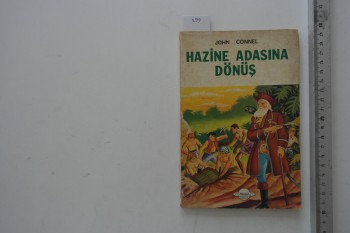 JOHN CONNEL
HAZİNE ADASINA
DÖNÜŞ